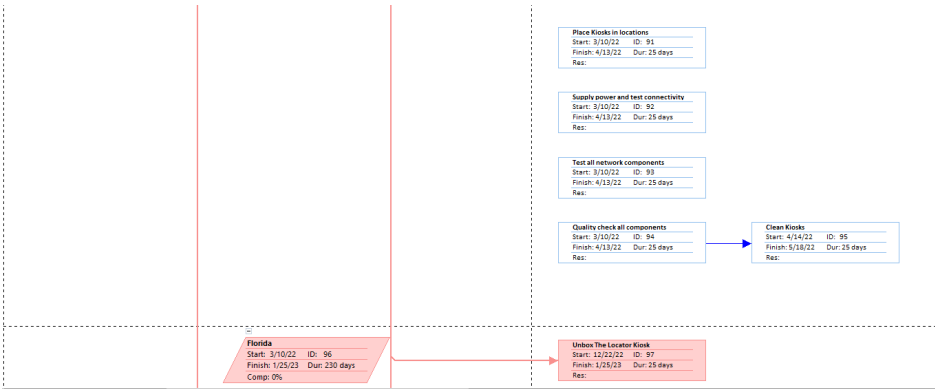 Place Kiosks in locations
Start: 3/10/22 ID: 91
Finish: 4/13/22 Dur: 25 days
Res:
Supply power and test connectivity
Start: 3/10/22 ID: 92
Finish: 4/13/22 Dur: 25 days
Res:
Test all network components
Start: 3/10/22 ID: 93
Finish: 4/13/22 Dur: 25 days
Res:
Quality check all components
Start: 3/10/22 ID: 94
Finish: 4/13/22 Dur: 25 days
Res:
Clean Kiosks
Start: 4/14/22 ID: 95
Finish: 5/18/22 Dur: 25 days
Res:
Florida
Start: 3/10/22 ID: 96
Finish: 1/25/23 Dur: 230 days
Comp: 0%
Unbox The Locator Kiosk
Start: 12/22/22 ID: 97
Finish: 1/25/23 Dur: 25 days
Res: